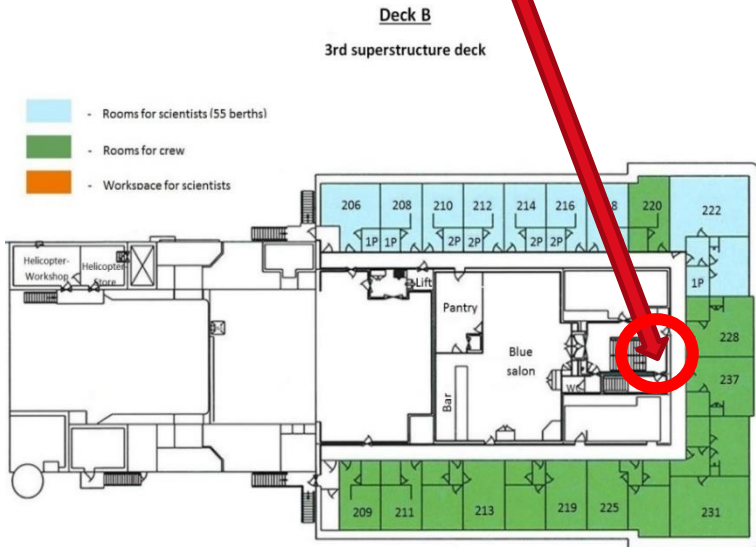 Deck B
3rd superstructure deck
- Rooms for scientists (55 berths)
- Rooms for crew
- Workspace for scientists
206 208 210 212 214 216 220 222
1P 1P 2P 2P 2P 2P
1P
Helicopter-
Workshop
Helicopter-
Store
Lift
Pantry
Blue
salon
Bar
228
237
209 211 213 219 225 231